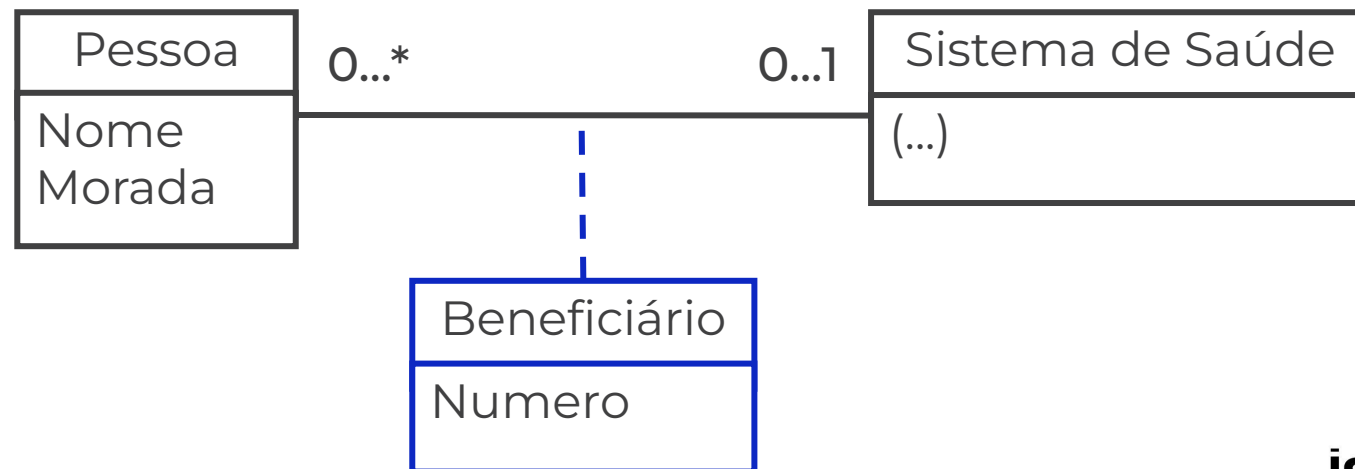 Pessoa
0...*
0...1
Sistema de Saúde
Nome
Morada
(...)
Beneficiário
Numero